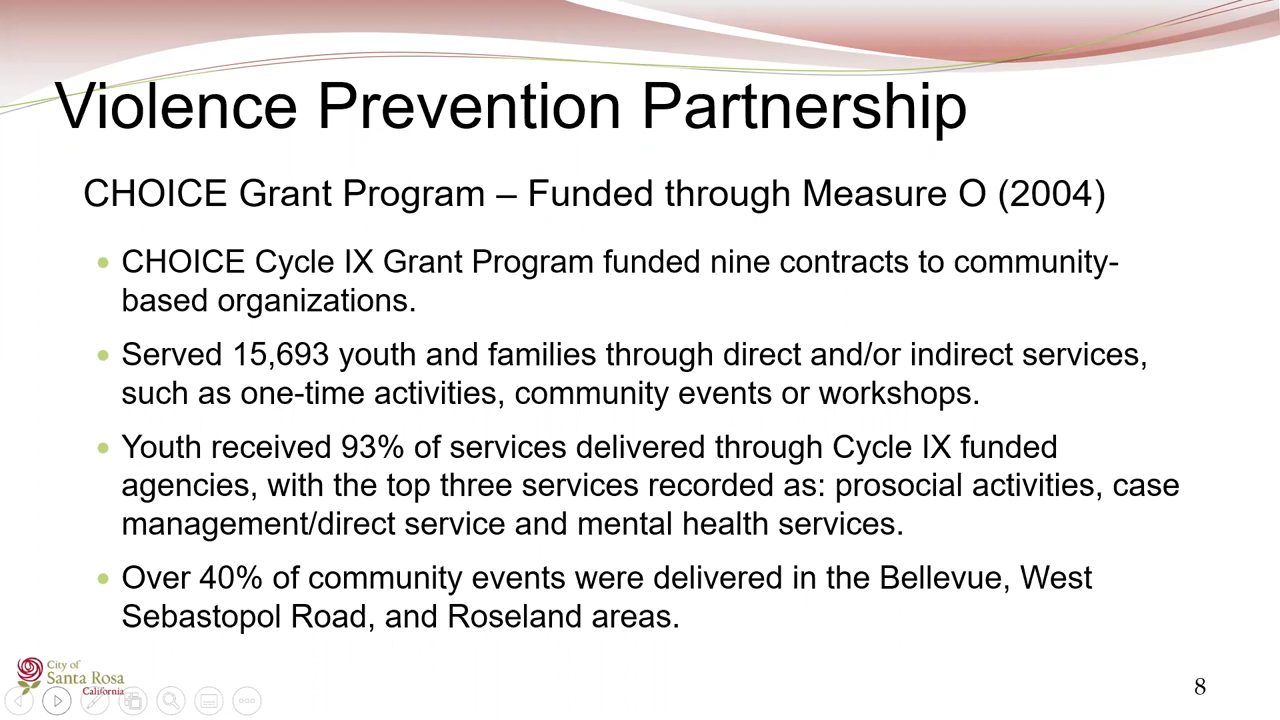 Violence Prevention Partnership
CHOICE Grant Program – Funded through Measure O (2004)
• CHOICE Cycle IX Grant Program funded nine contracts to community-
based organizations.
• Served 15,693 youth and families through direct and/or indirect services,
such as one-time activities, community events or workshops.
• Youth received 93% of services delivered through Cycle IX funded
agencies, with the top three services recorded as: prosocial activities, case
management/direct service and mental health services.
• Over 40% of community events were delivered in the Bellevue, West
Sebastopol Road, and Roseland areas.
City of
Santa Rosa
California
8